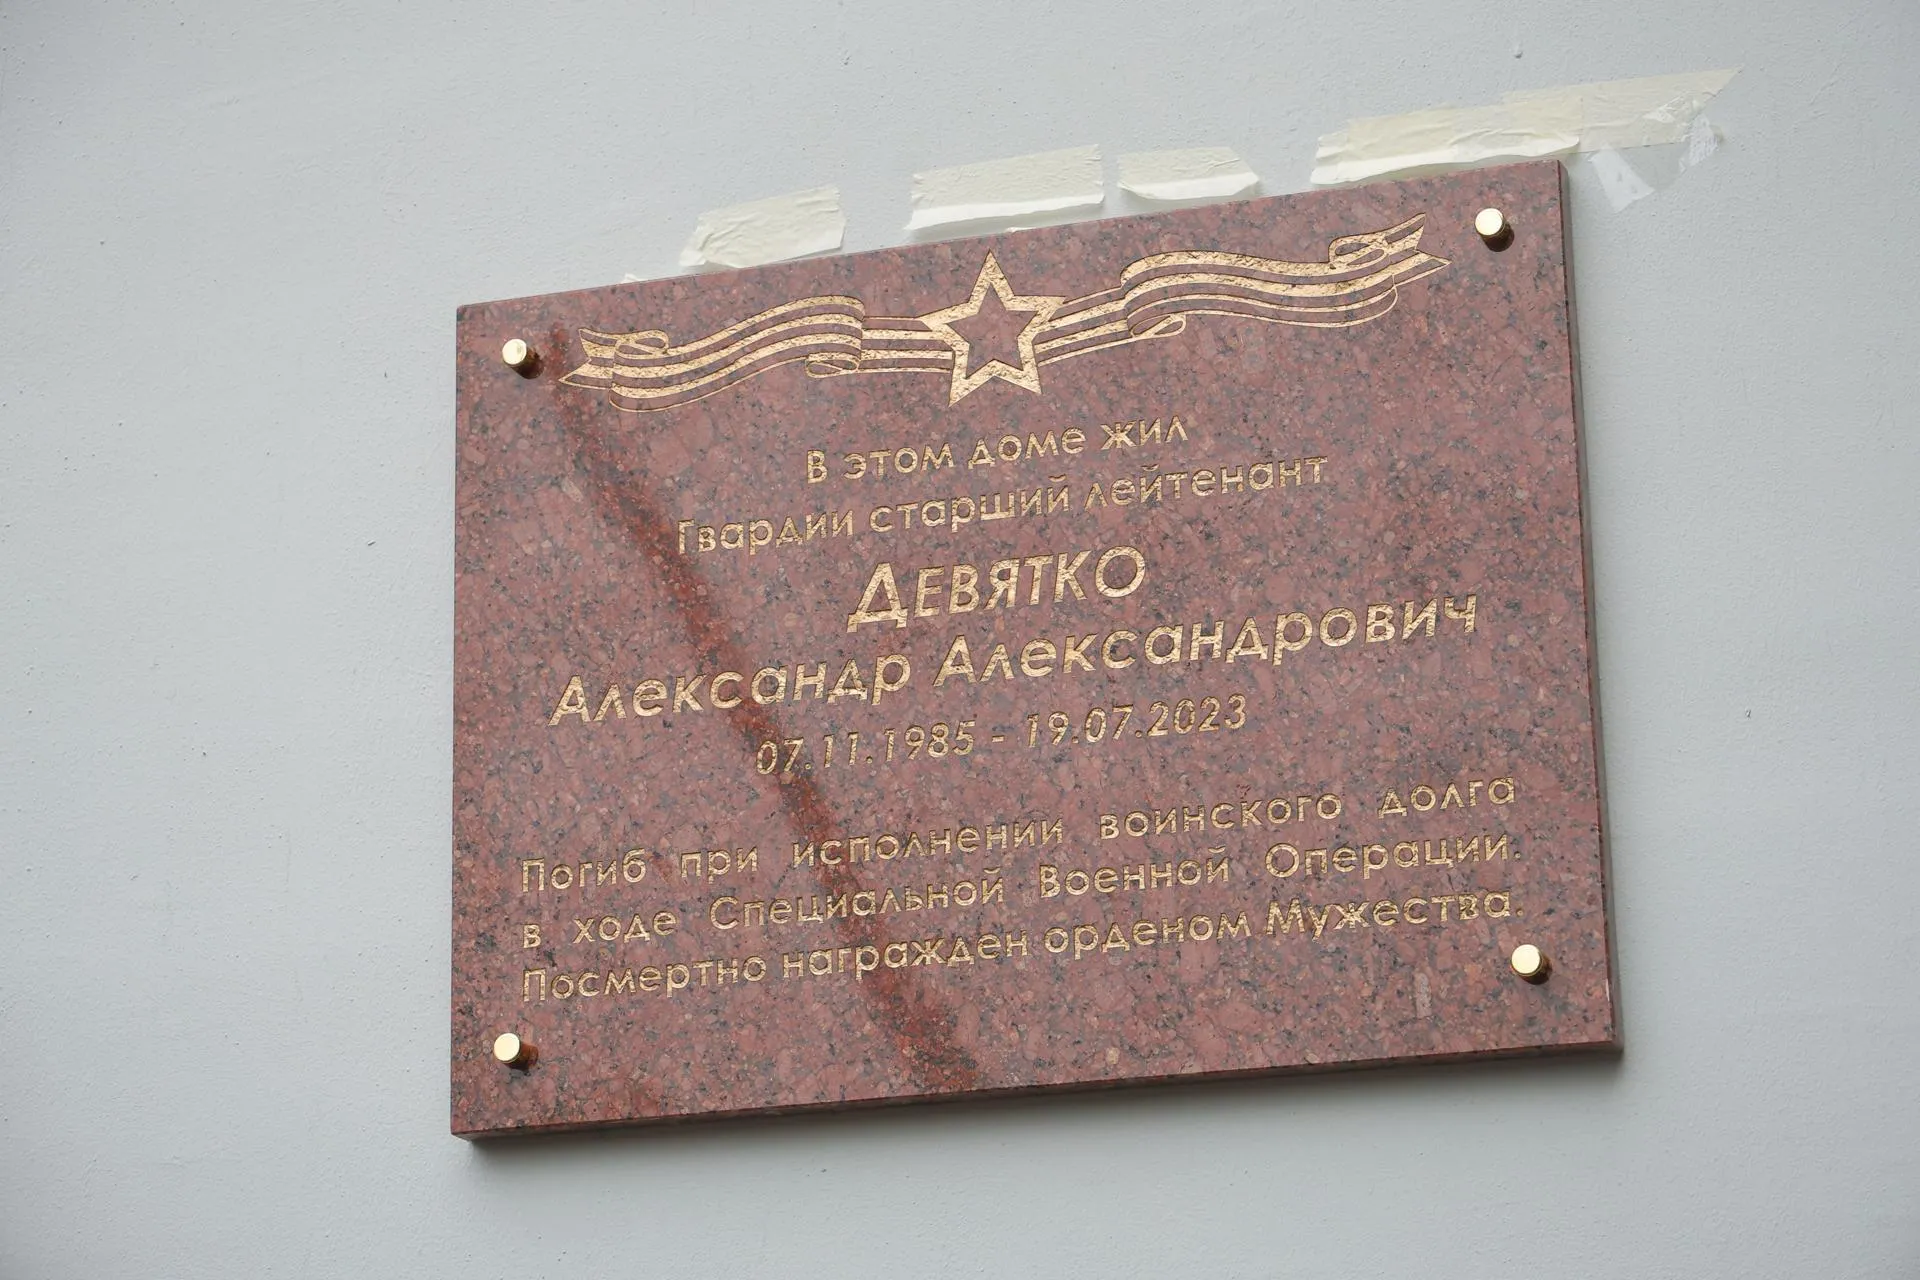 В этом доме жил
Гвардии старший лейтенант
ДЕВЯТКО
Александр Александрович
07.11.1985 - 19.07.2023
Погиб при исполнении воинского долга
в ходе Специальной Военной Операции.
Посмертно награжден орденом Мужества.